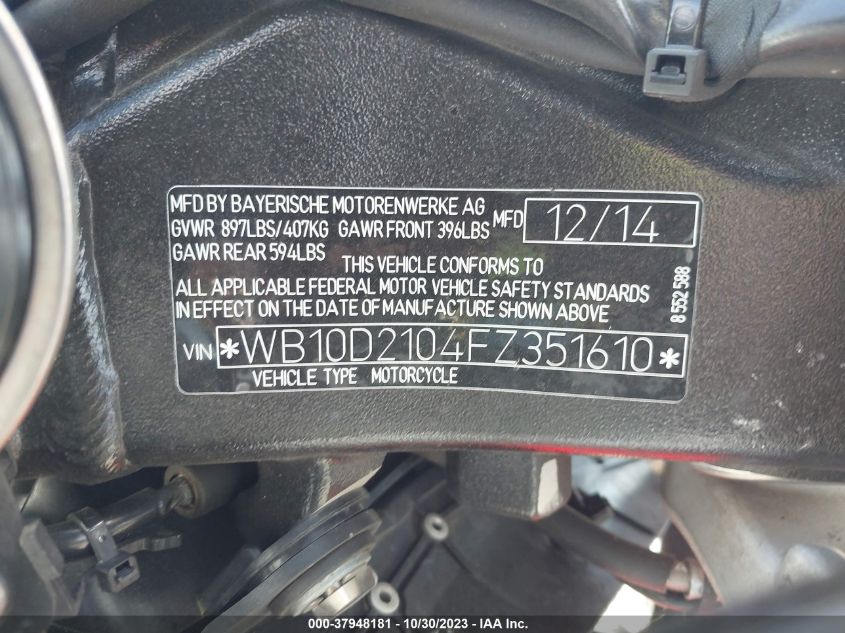 MFD BY BAYERISCHE MOTORENWERKE AG
GVWR 897LBS/407KG GAWR FRONT 396LBS MFD 12/14
GAWR REAR 594LBS
THIS VEHICLE CONFORMS TO
ALL APPLICABLE FEDERAL MOTOR VEHICLE SAFETY STANDARDS
IN EFFECT ON THE DATE OF MANUFACTURE SHOWN ABOVE
8 552 588
VIN *WB10D2104FZ351610*
VEHICLE TYPE MOTORCYCLE
000-37948181 - 10/30/2023 - IAA Inc.